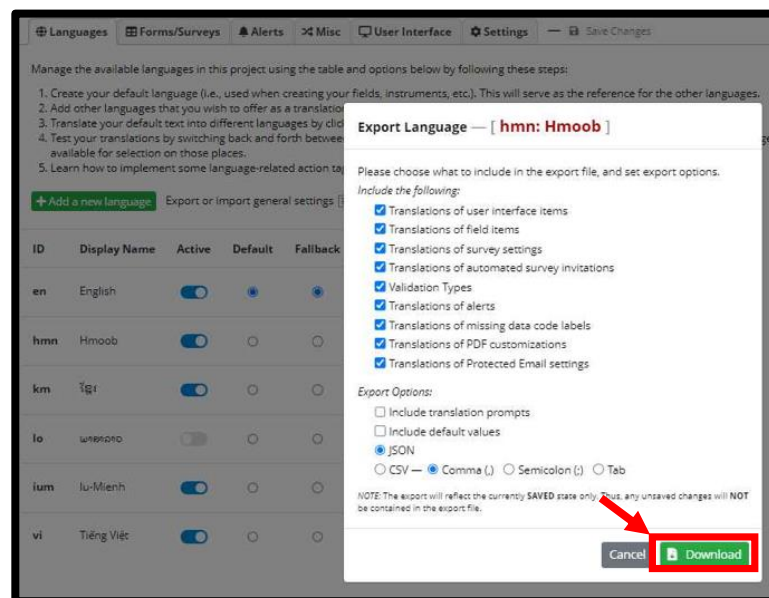 Languages Forms/Surveys Alerts Misc User Interface Settings — Save Changes
Manage the available languages in this project using the table and options below by following these steps:
1. Create your default language (i.e., used when creating your fields, instruments, etc.). This will serve as the reference for the other languages.
2. Add other languages that you wish to offer as a translation
3. Translate your default text into different languages by
4. Test your translations by switching back and forth
available for selection on those places.
5. Learn how to implement some language-related action
+ Add a new language Export or import general settings
ID Display Name Active Default Fallback
en English
hmn Hmoob
km ខ្មែរ
lo ພາສາລາວ
ium Iu-Mienh
vi Tiếng Việt
Export Language — [ hmn: Hmoob ]
Please choose what to include in the export file, and set export options.
Include the following:
Translations of user interface items
Translations of field items
Translations of survey settings
Translations of automated survey invitations
Validation Types
Translations of alerts
Translations of missing data code labels
Translations of PDF customizations
Translations of Protected Email settings
Export Options:
Include translation prompts
Include default values
JSON
CSV — Comma (,) Semicolon (;) Tab
NOTE: The export will reflect the currently SAVED state only. Thus, any unsaved changes will NOT
be contained in the export file.
Cancel Download